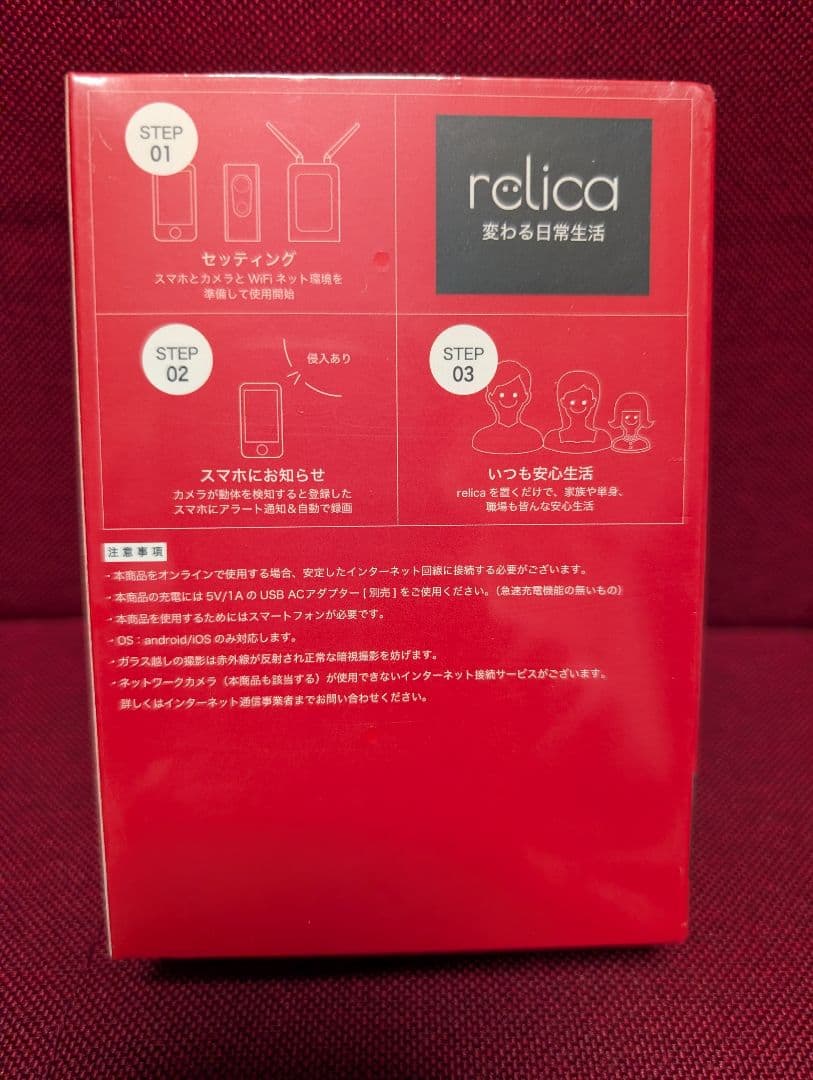 STEP
01
セッティング
スマホとカメラと WiFi ネット環境を
準備して使用開始
relica
変わる日常生活
STEP
02
侵入あり
スマホにお知らせ
カメラが動体を検知すると登録した
スマホにアラート通知＆自動で録画
STEP
03
いつも安心生活
relica を置くだけで、家族や単身、
職場も皆んな安心生活
注意事項
・本商品をオンラインで使用する場合、安定したインターネット回線に接続する必要がございます。
・本商品の充電には 5V/1A の USB ACアダプター [ 別売 ] をご使用ください。（急速充電機能の無いもの）
・本商品を使用するためにはスマートフォンが必要です。
・OS：android/iOS のみ対応します。
・ガラス越しの撮影は赤外線が反射され正常な暗視撮影を妨げます。
・ネットワークカメラ（本商品も該当する）が使用できないインターネット接続サービスがございます。
詳しくはインターネット通信事業者までお問い合わせください。